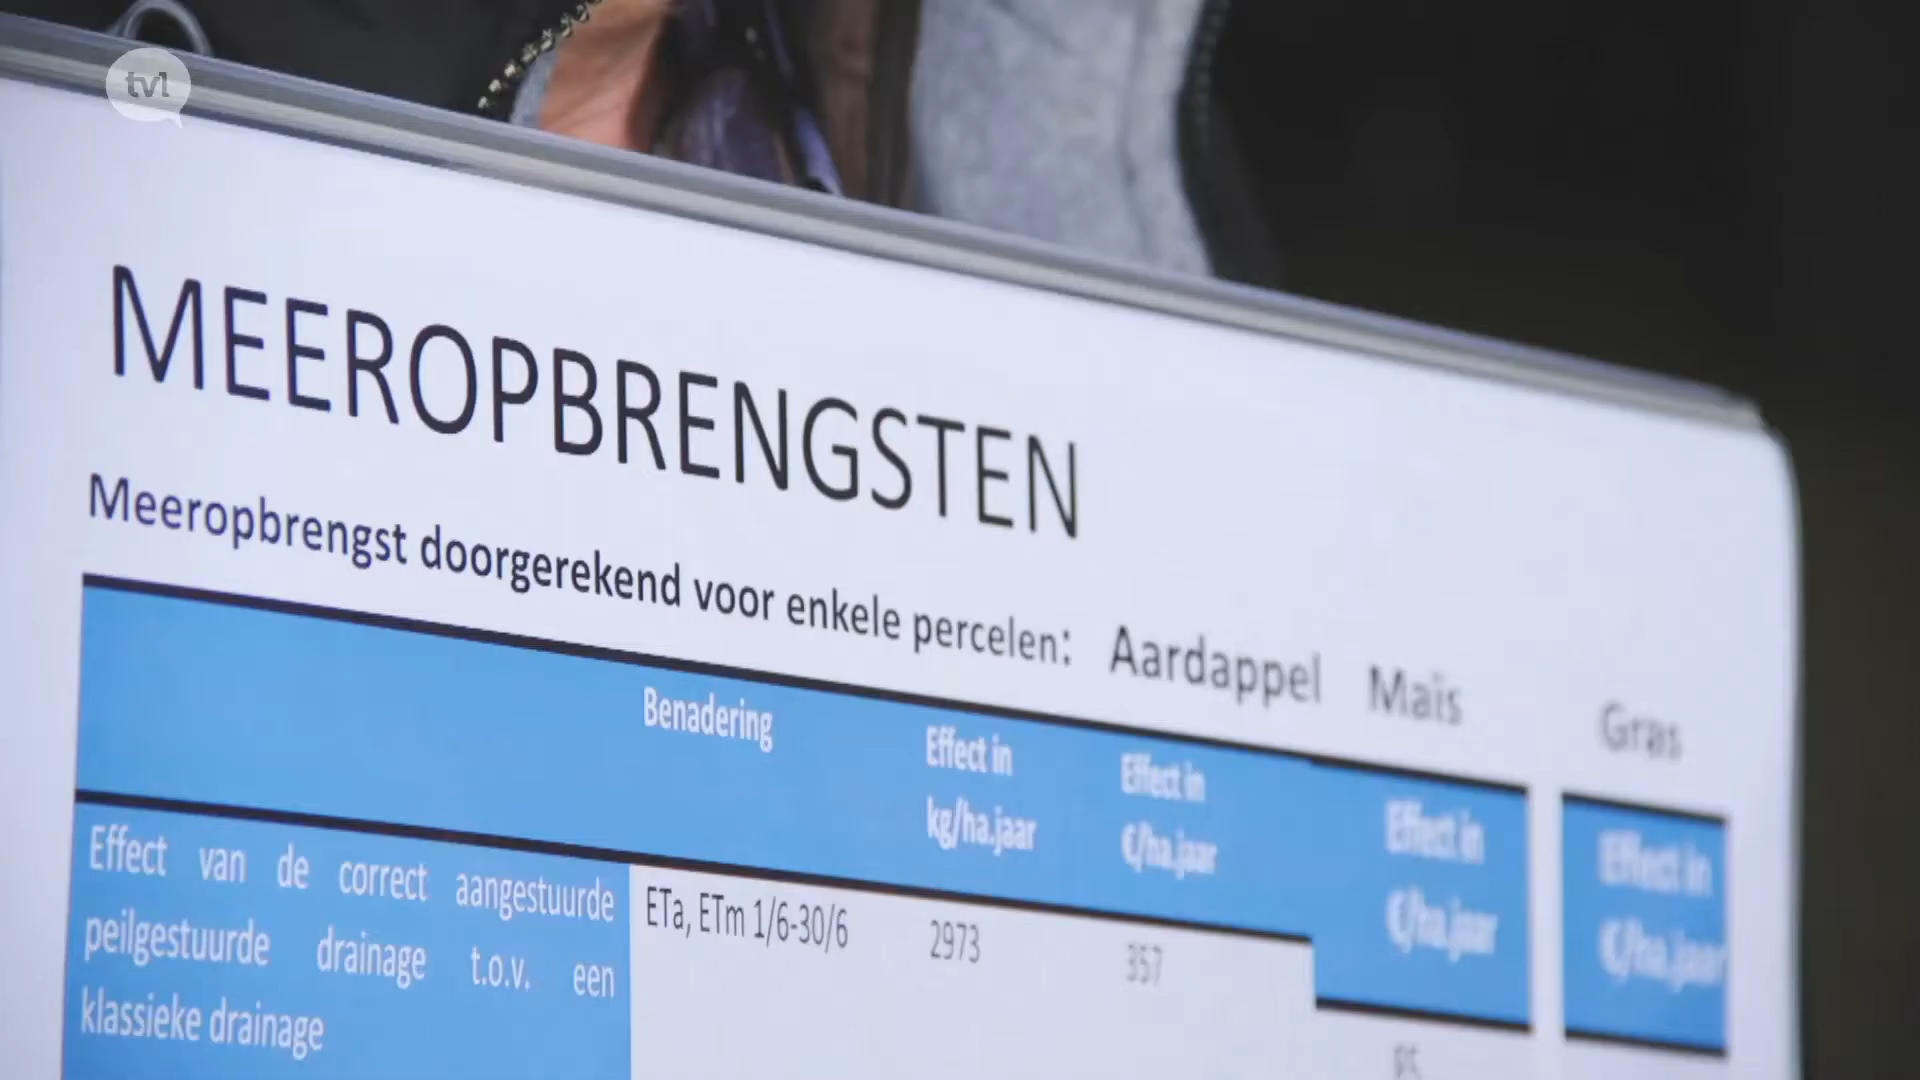 tvl
MEEROPBRENGSTEN
Meeropbrengst doorgerekend voor enkele percelen: Aardappel Mais Gras
Benadering
Effect in
kg/ha.jaar
Effect in
€/ha.jaar
Effect in
€/ha.jaar
Effect in
€/ha.jaar
Effect van de correct aangestuurde
peilgestuurde drainage t.o.v. een
klassieke drainage
ETa, ETm 1/6-30/6
2973
357